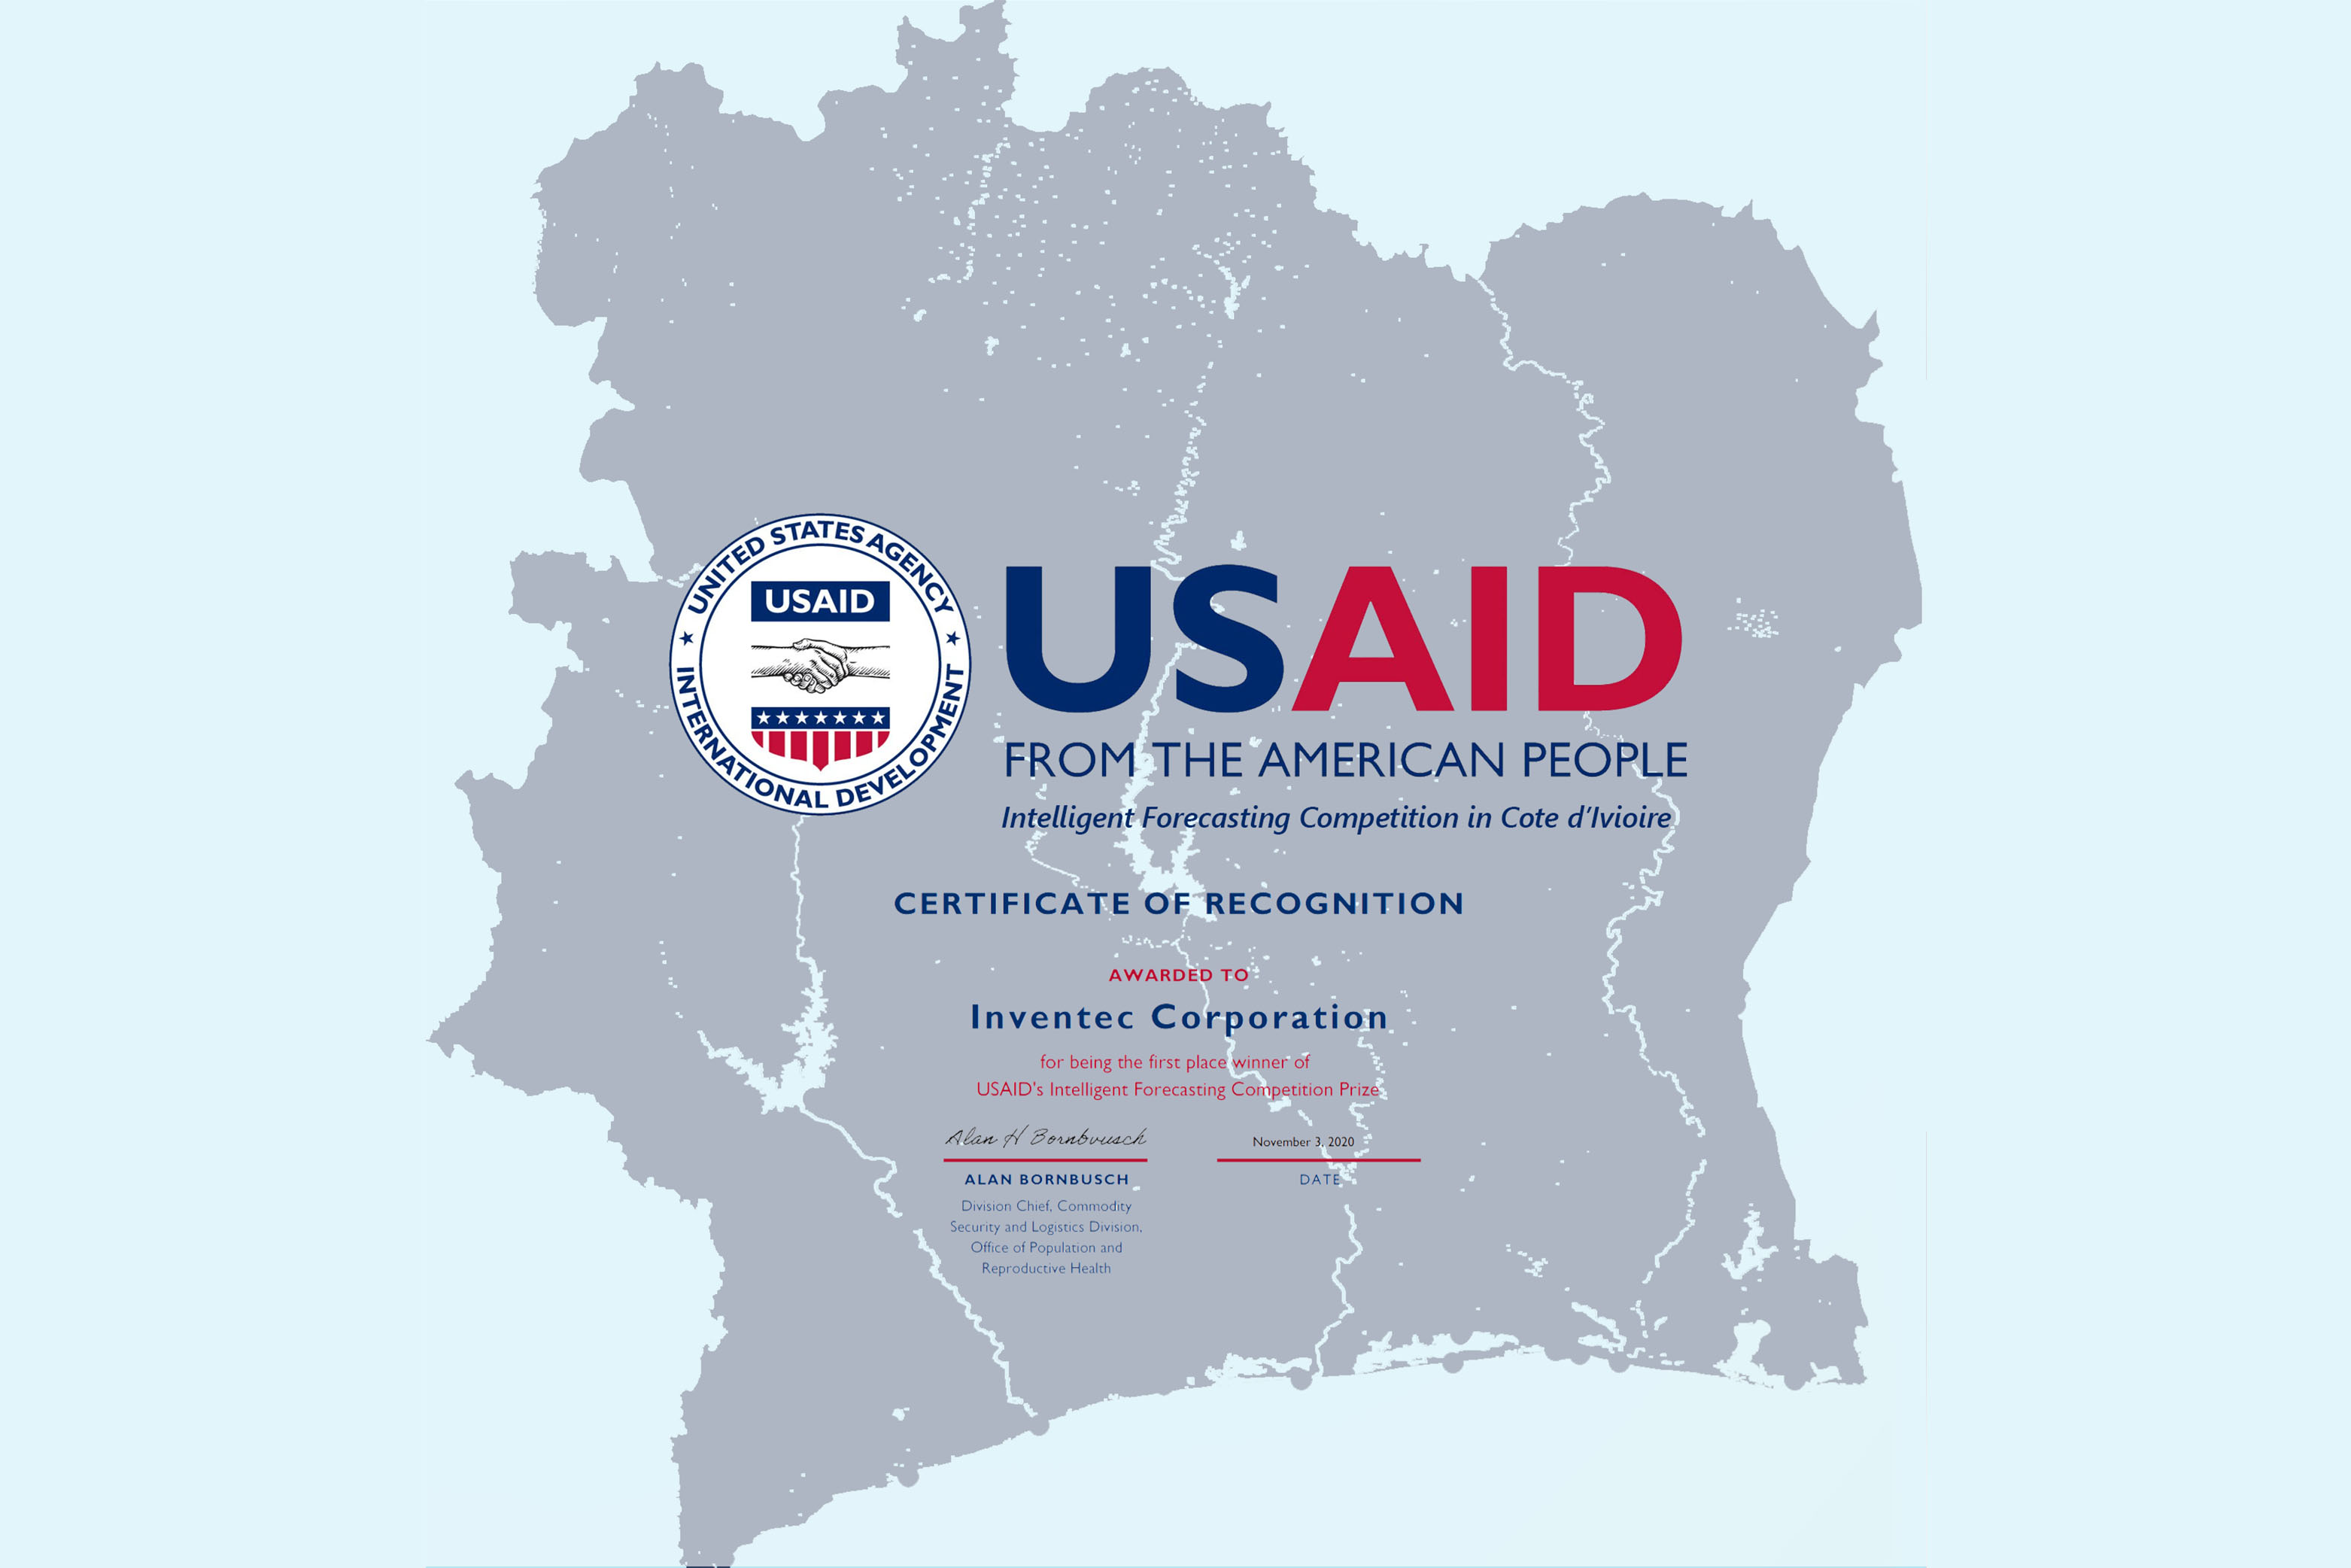 UNITED STATES AGENCY
INTERNATIONAL DEVELOPMENT
USAID
USAID
FROM THE AMERICAN PEOPLE
Intelligent Forecasting Competition in Cote d'Ivioire
CERTIFICATE OF RECOGNITION
AWARDED TO
Inventec Corporation
for being the first place winner of
USAID's Intelligent Forecasting Competition Prize
Alan H Bornbvusch
November 3, 2020
ALAN BORNBUSCH
DATE
Division Chief, Commodity
Security and Logistics Division,
Office of Population and
Reproductive Health